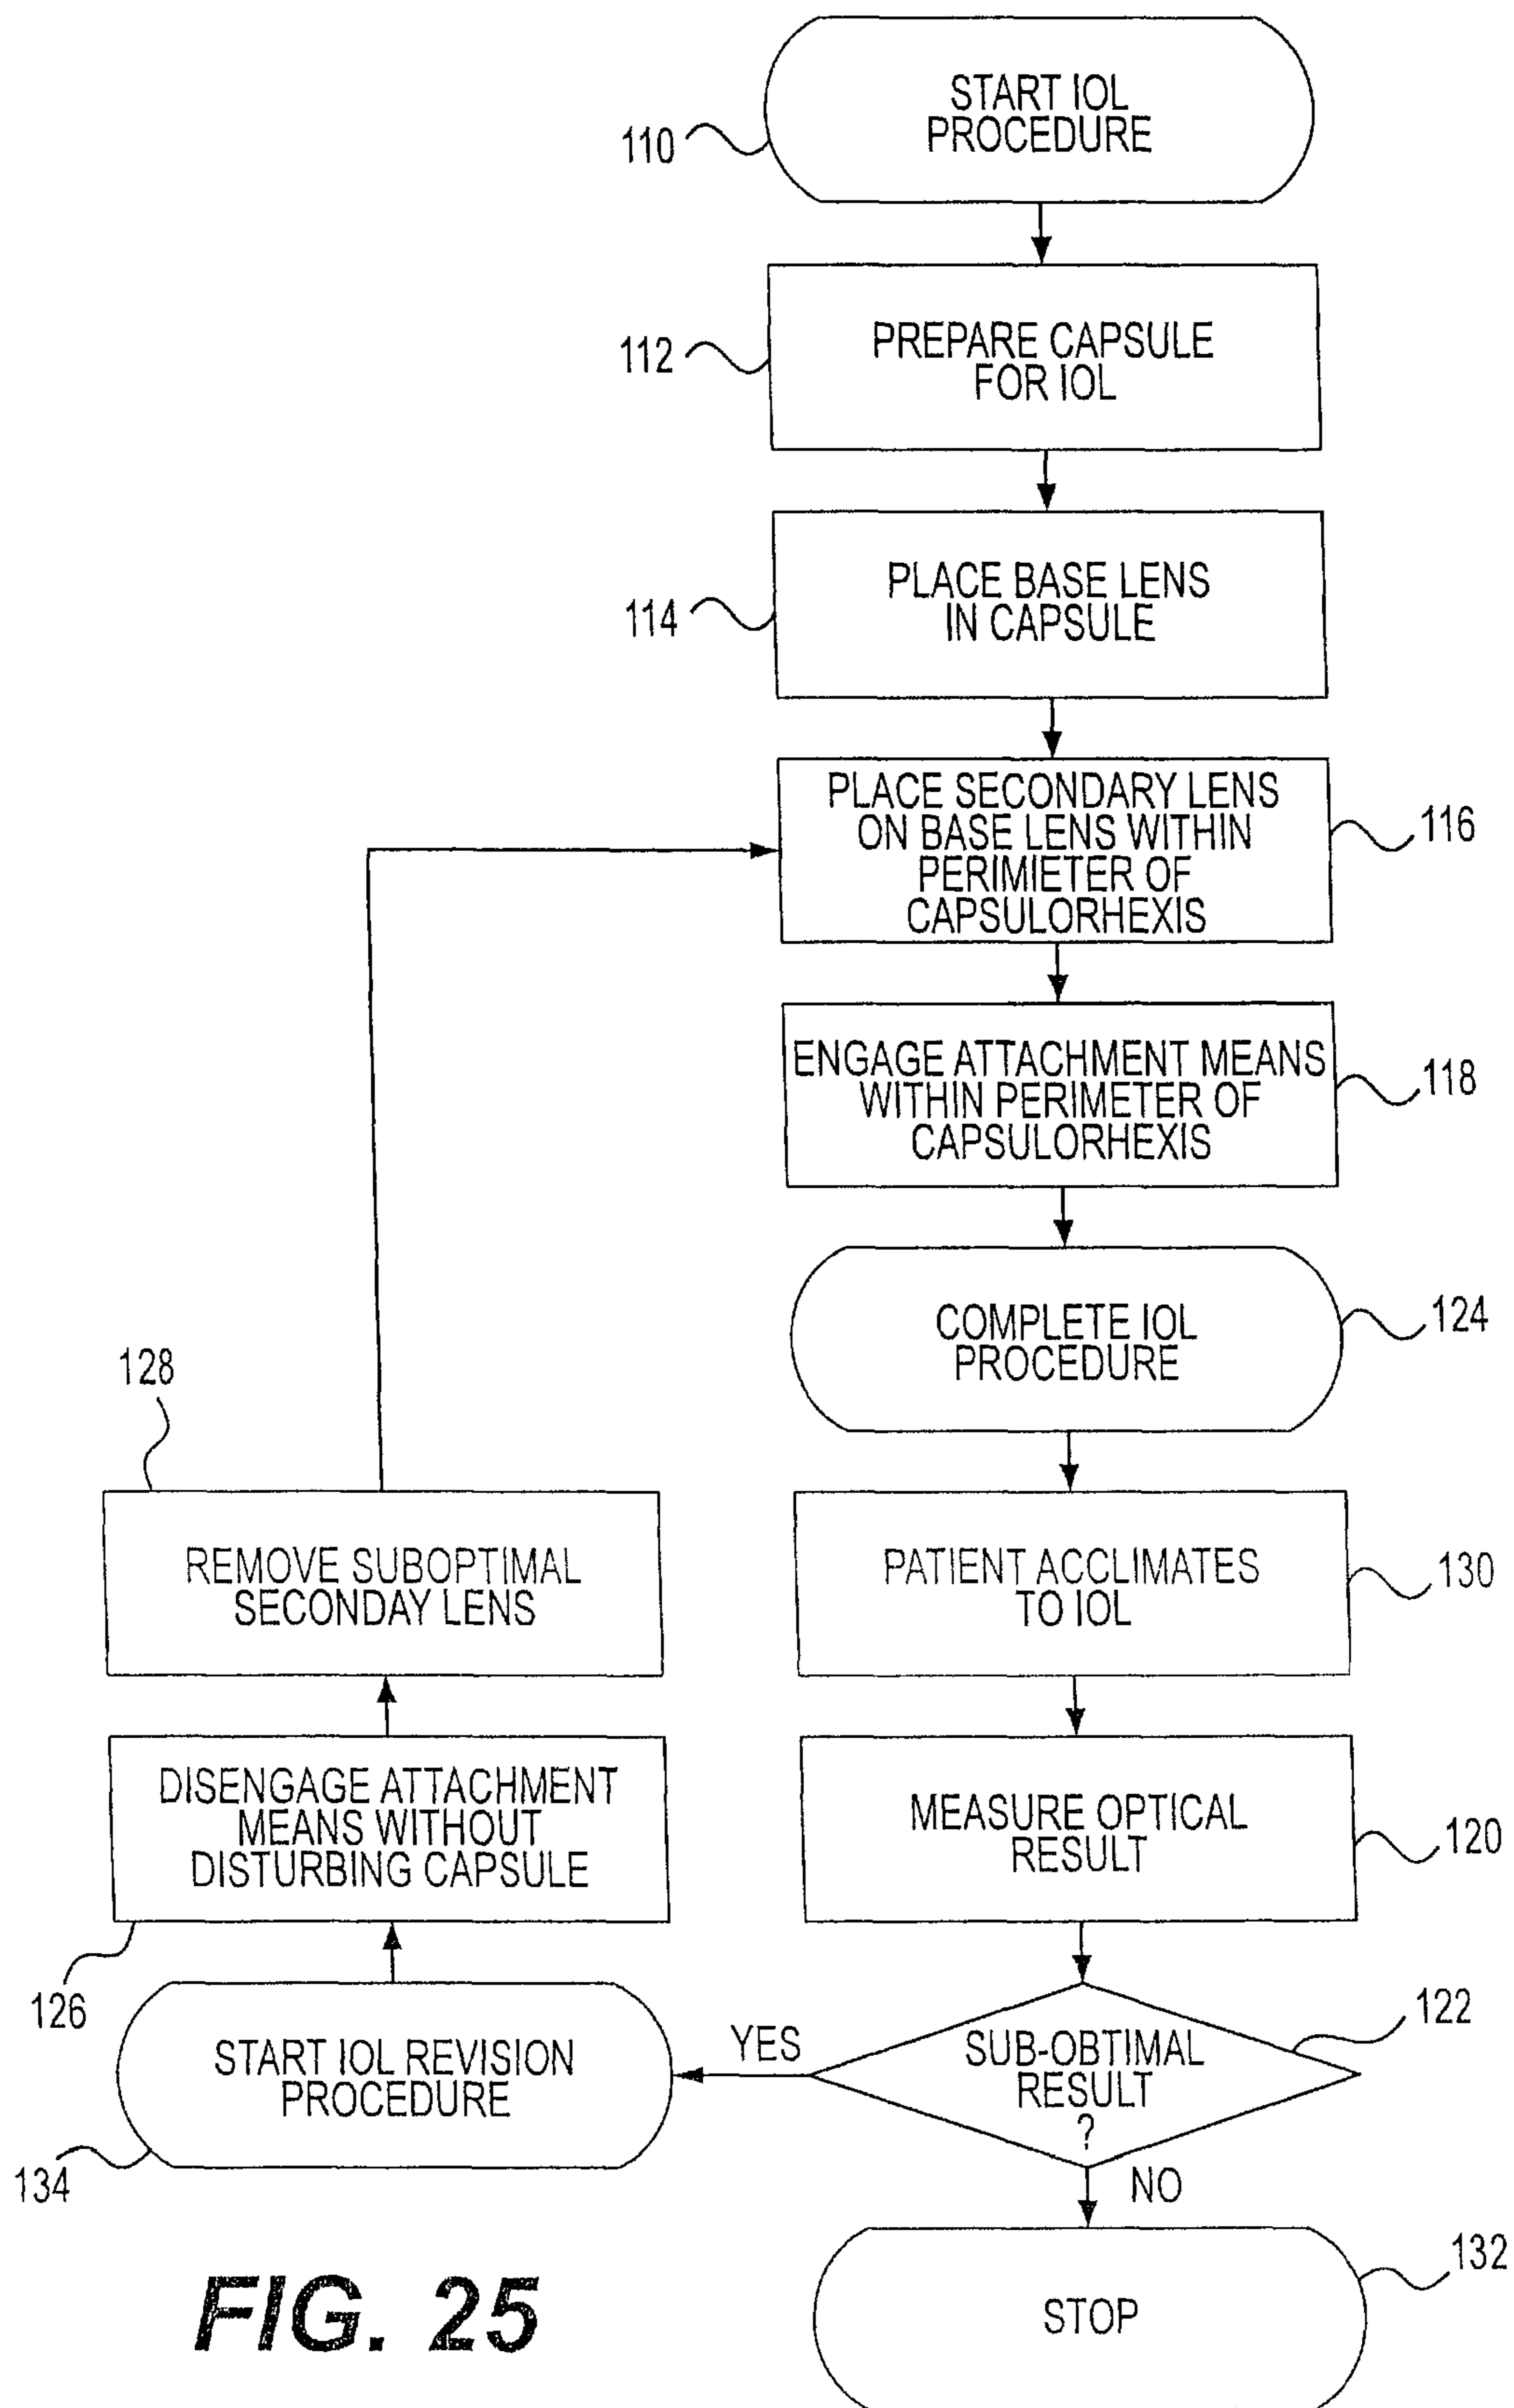 START IOL
PROCEDURE
110
PREPARE CAPSULE
FOR IOL
112
PLACE BASE LENS
IN CAPSULE
114
PLACE SECONDARY LENS
ON BASE LENS WITHIN
PERIMIETER OF
CAPSULORHEXIS
116
ENGAGE ATTACHMENT MEANS
WITHIN PERIMETER OF
CAPSULORHEXIS
118
COMPLETE IOL
PROCEDURE
124
128
REMOVE SUBOPTIMAL
SECONDAY LENS
PATIENT ACCLIMATES
TO IOL
130
DISENGAGE ATTACHMENT
MEANS WITHOUT
DISTURBING CAPSULE
126
MEASURE OPTICAL
RESULT
120
START IOL REVISION
PROCEDURE
134
YES
SUB-OBTIMAL
RESULT
?
122
NO
STOP
132
FIG. 25